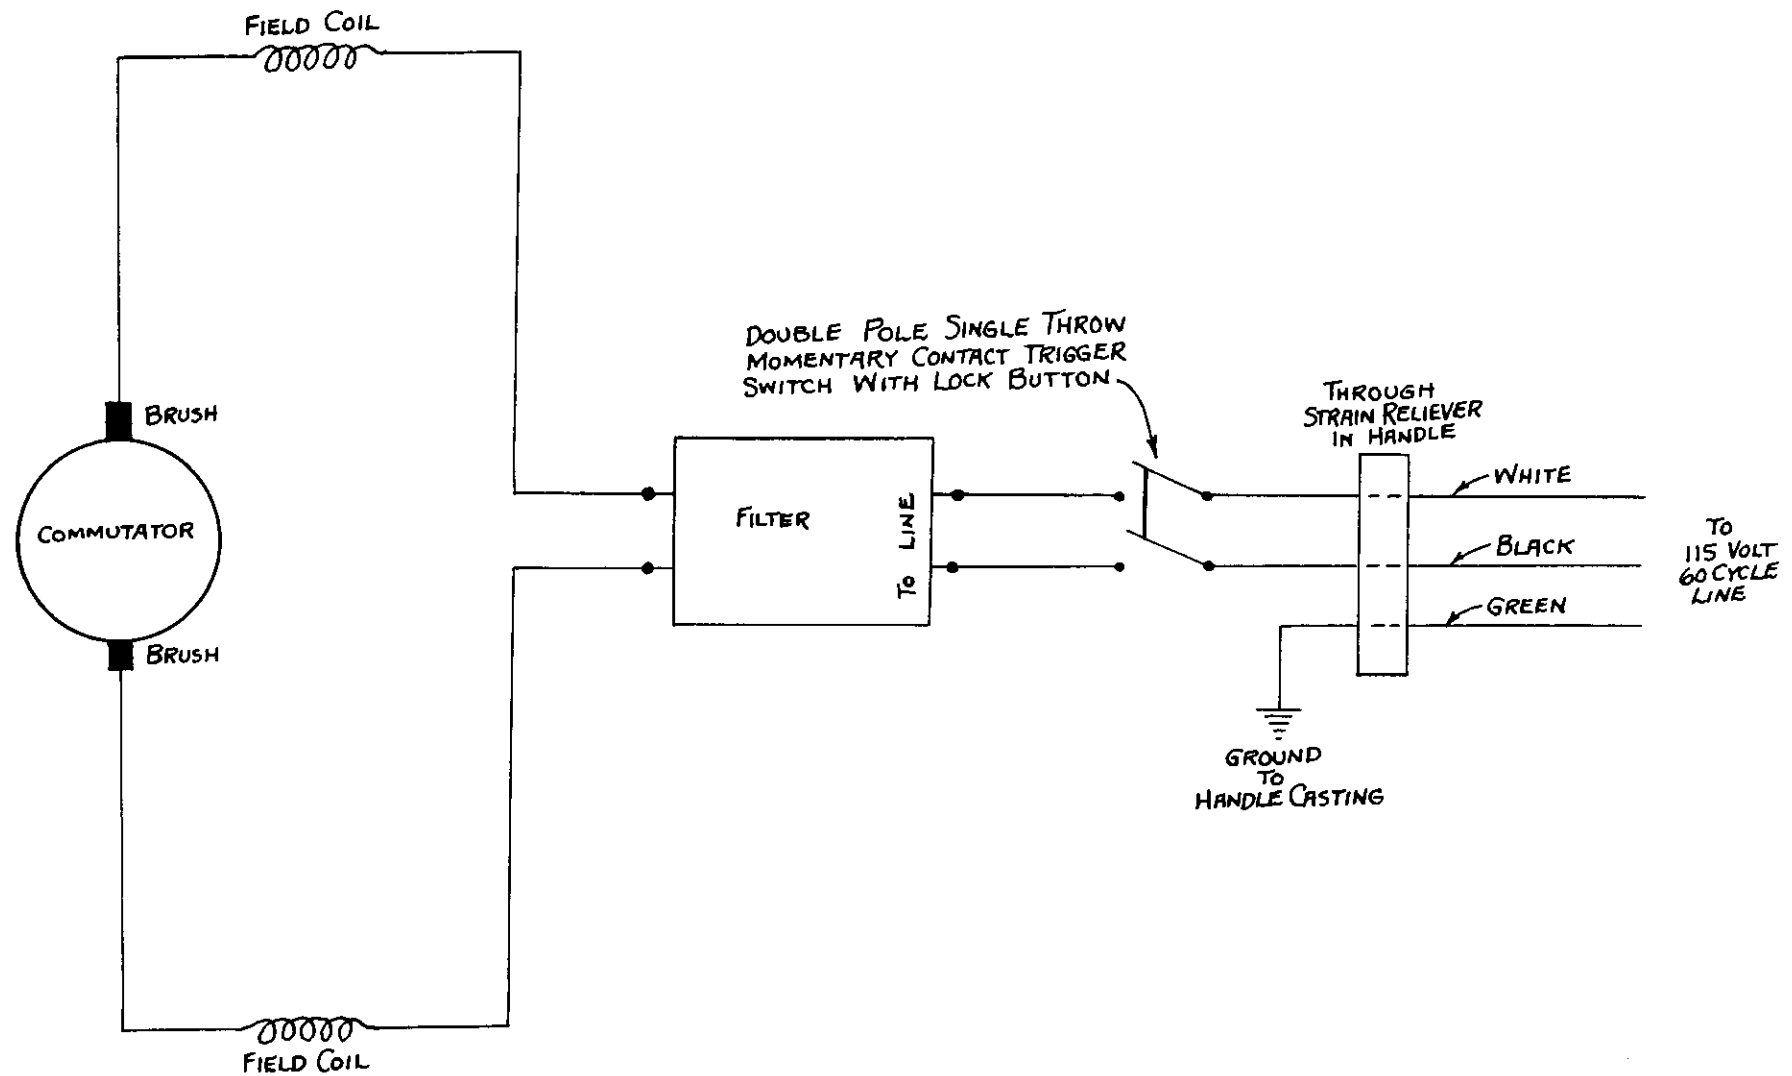 FIELD COIL
DOUBLE POLE SINGLE THROW
MOMENTARY CONTACT TRIGGER
SWITCH WITH LOCK BUTTON
THROUGH
STRAIN RELIEVER
IN HANDLE
BRUSH
COMMUTATOR
BRUSH
FILTER
TO LINE
WHITE
BLACK
GREEN
TO
115 VOLT
60 CYCLE
LINE
GROUND
TO
HANDLE CASTING
FIELD COIL